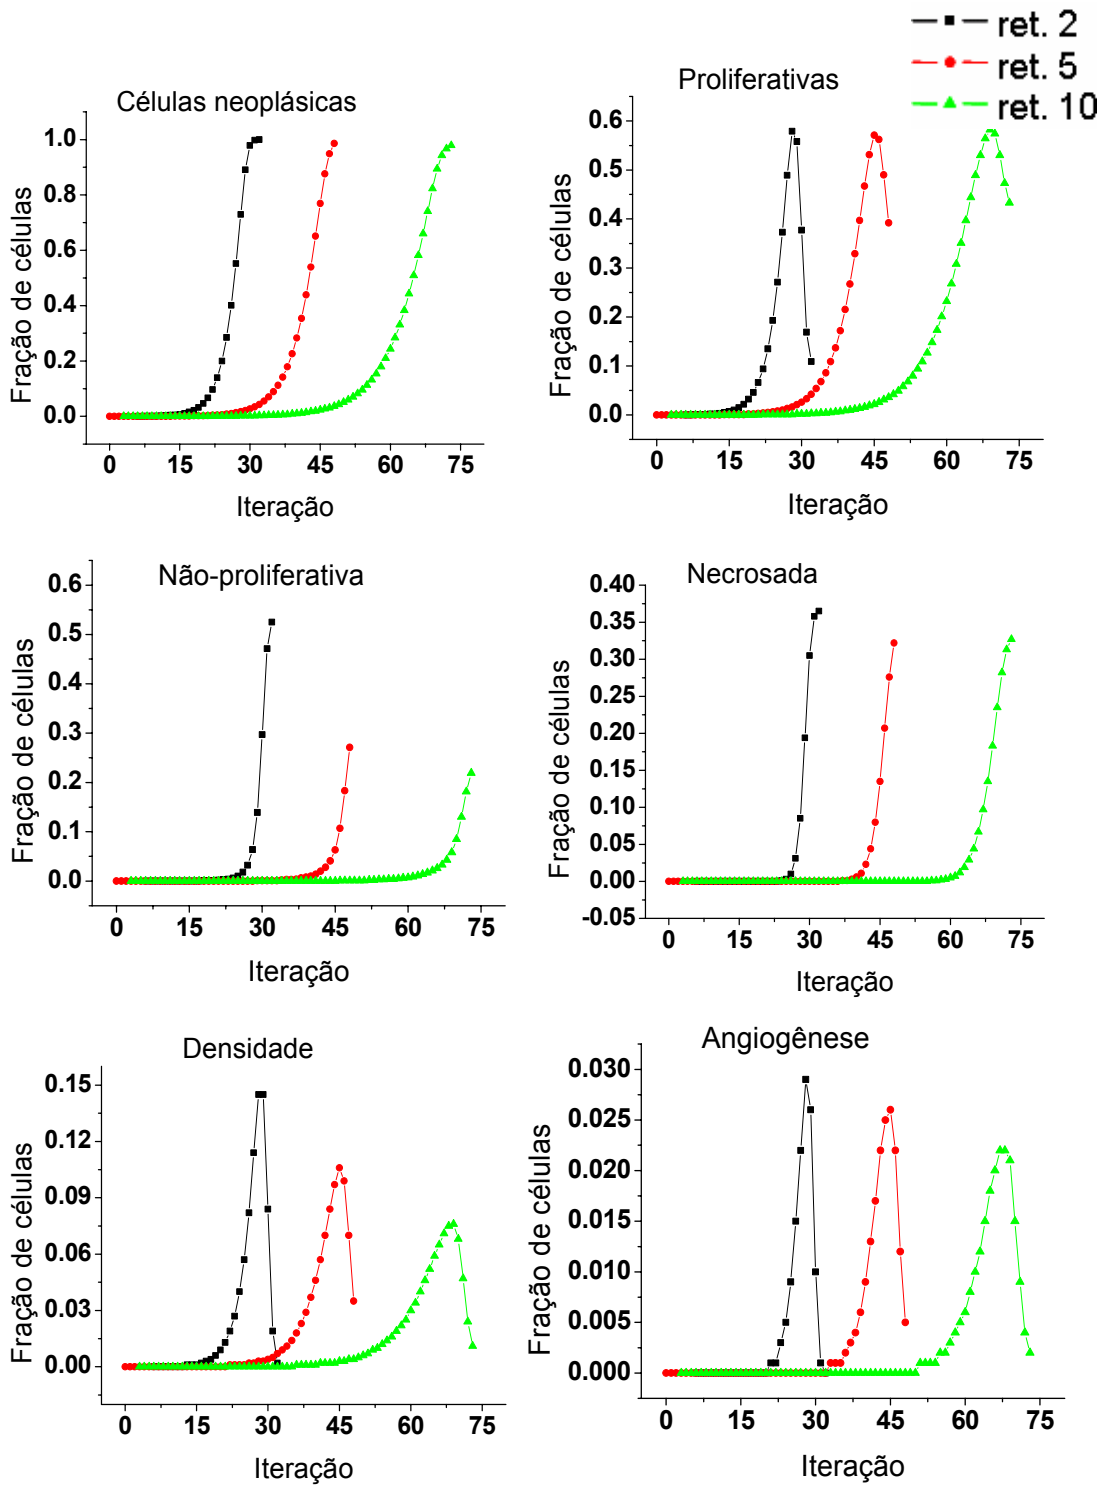 ret. 2
ret. 5
ret. 10
Células neoplásicas
Fração de células
1.0
0.8
0.6
0.4
0.2
0.0
0 15 30 45 60 75
Iteração
Proliferativas
Fração de células
0.6
0.5
0.4
0.3
0.2
0.1
0.0
0 15 30 45 60 75
Iteração
Não-proliferativa
Fração de células
0.6
0.5
0.4
0.3
0.2
0.1
0.0
0 15 30 45 60 75
Iteração
Necrosada
Fração de células
0.40
0.35
0.30
0.25
0.20
0.15
0.10
0.05
0.00
-0.05
0 15 30 45 60 75
Iteração
Densidade
Fração de células
0.15
0.12
0.09
0.06
0.03
0.00
0 15 30 45 60 75
Iteração
Angiogênese
Fração de células
0.030
0.025
0.020
0.015
0.010
0.005
0.000
0 15 30 45 60 75
Iteração